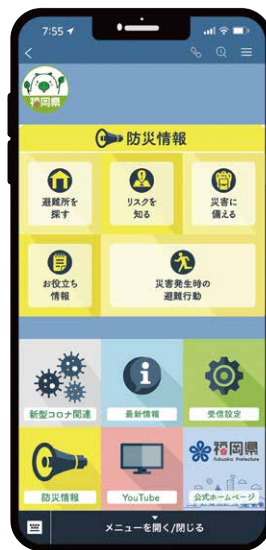 7:55
福岡県
防災情報
避難所を
探す
リスクを
知る
災害に
備える
お役立ち
情報
災害発生時の
避難行動
新型コロナ関連
最新情報
受信設定
防災情報
YouTube
福岡県
Fukuoka Prefecture
公式ホームページ
メニューを開く/閉じる